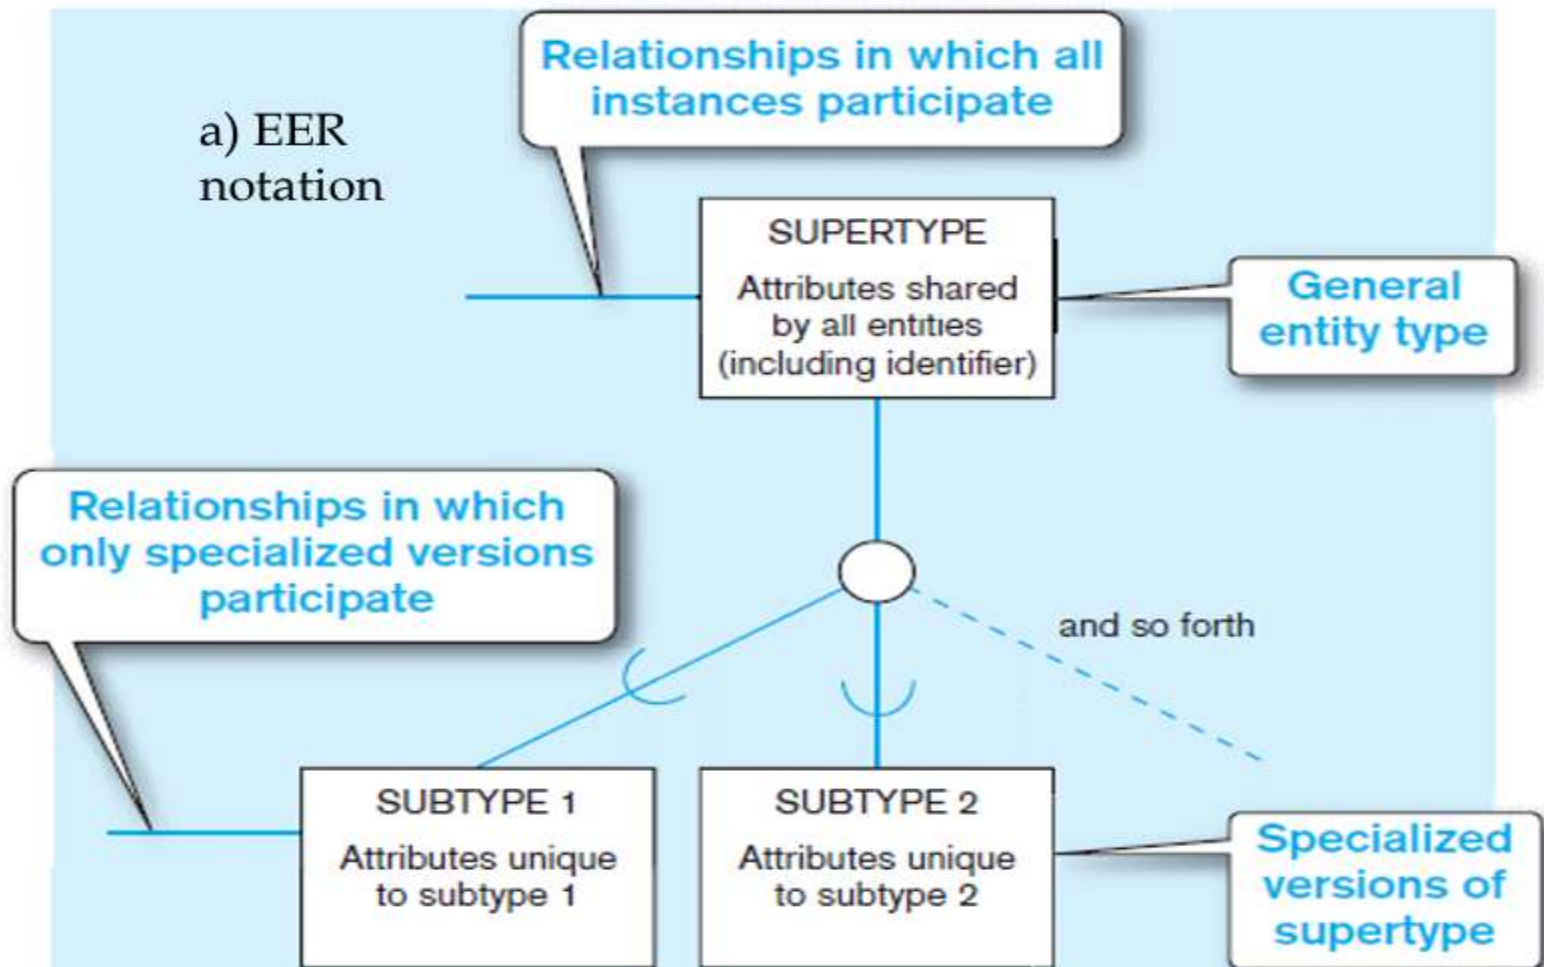 Relationships in which all
instances participate
a) EER
notation
SUPERTYPE
Attributes shared
by all entities
(including identifier)
General
entity type
Relationships in which
only specialized versions
participate
and so forth
SUBTYPE 1
Attributes unique
to subtype 1
SUBTYPE 2
Attributes unique
to subtype 2
Specialized
versions of
supertype